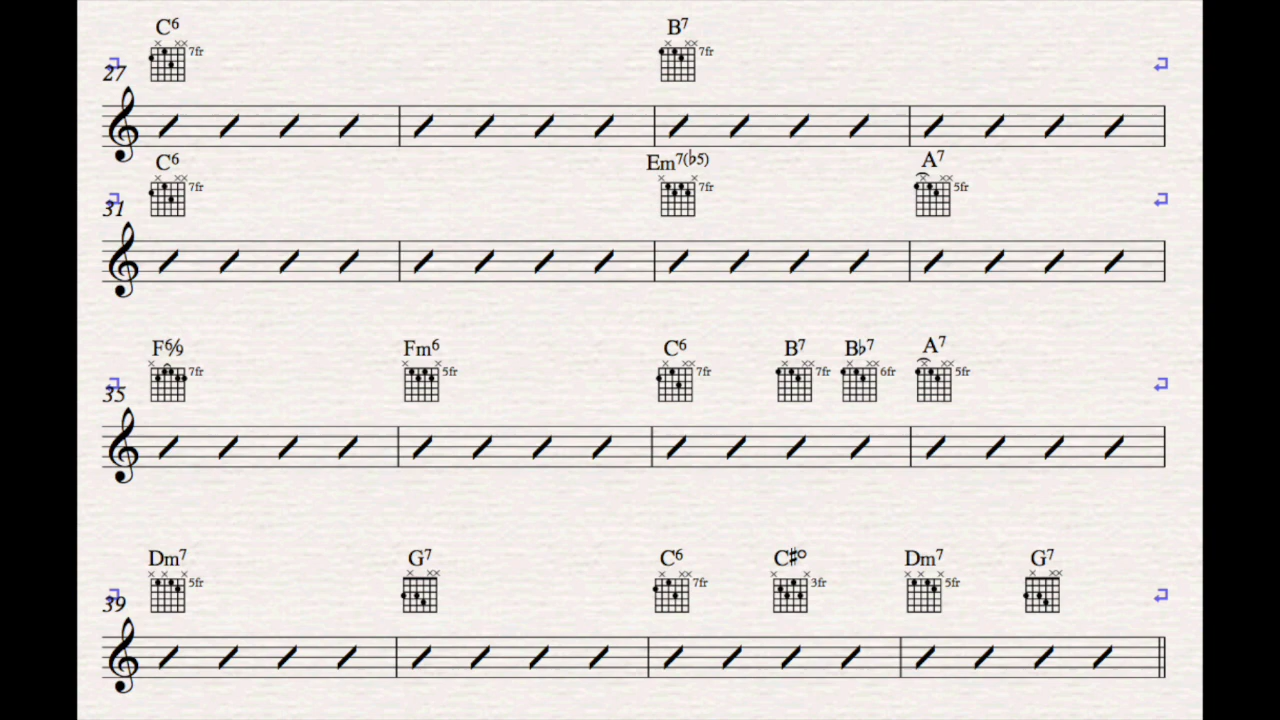 C6 B7
7fr 7fr
27
C6 Em7(♭5) A7
7fr 7fr 5fr
31
F6/9 Fm6 C6 B7 B♭7 A7
7fr 5fr 7fr 7fr 6fr 5fr
35
Dm7 G7 C6 C♯o Dm7 G7
5fr 7fr 3fr 5fr
39